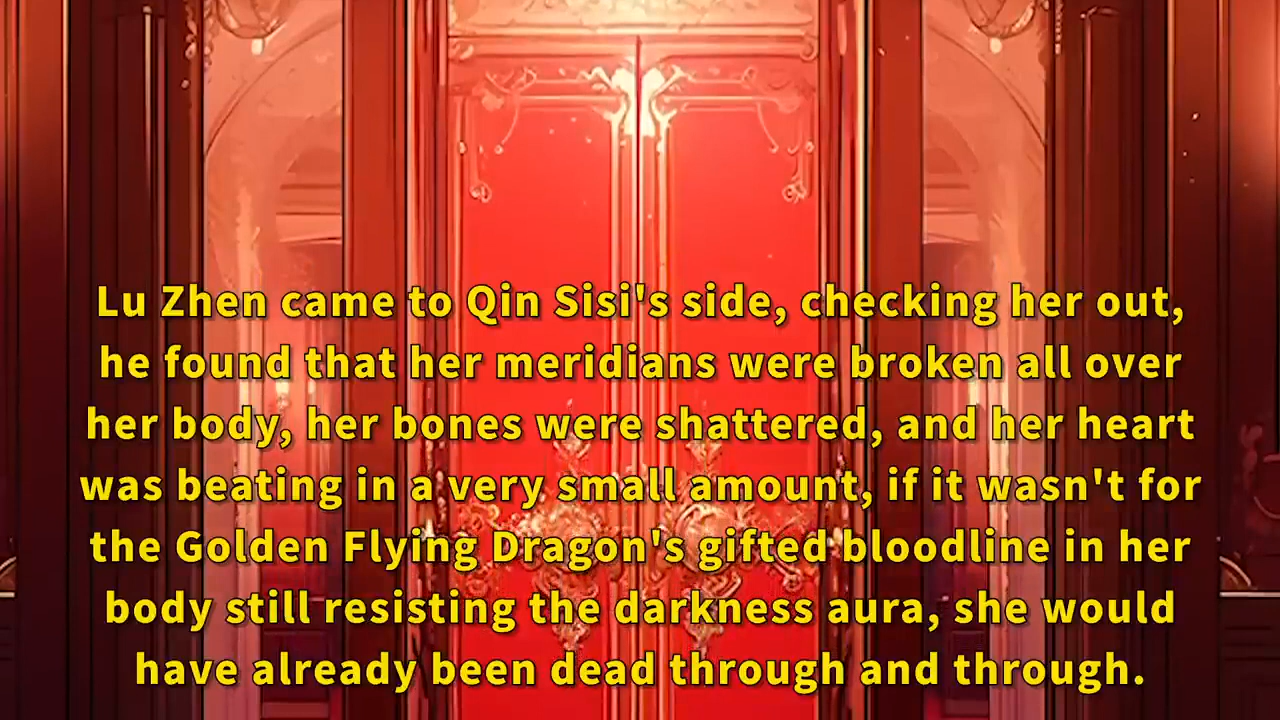 Lu Zhen came to Qin Sisi's side, checking her out,
he found that her meridians were broken all over
her body, her bones were shattered, and her heart
was beating in a very small amount, if it wasn't for
the Golden Flying Dragon's gifted bloodline in her
body still resisting the darkness aura, she would
have already been dead through and through.